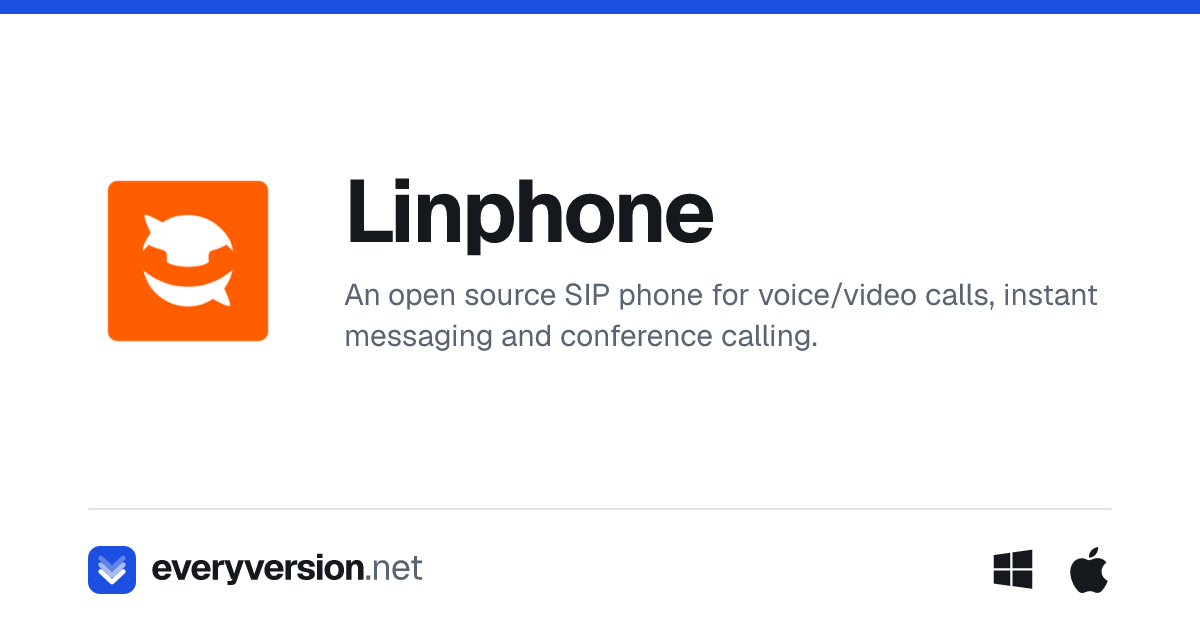 Linphone
An open source SIP phone for voice/video calls, instant
messaging and conference calling.
everyversion.net